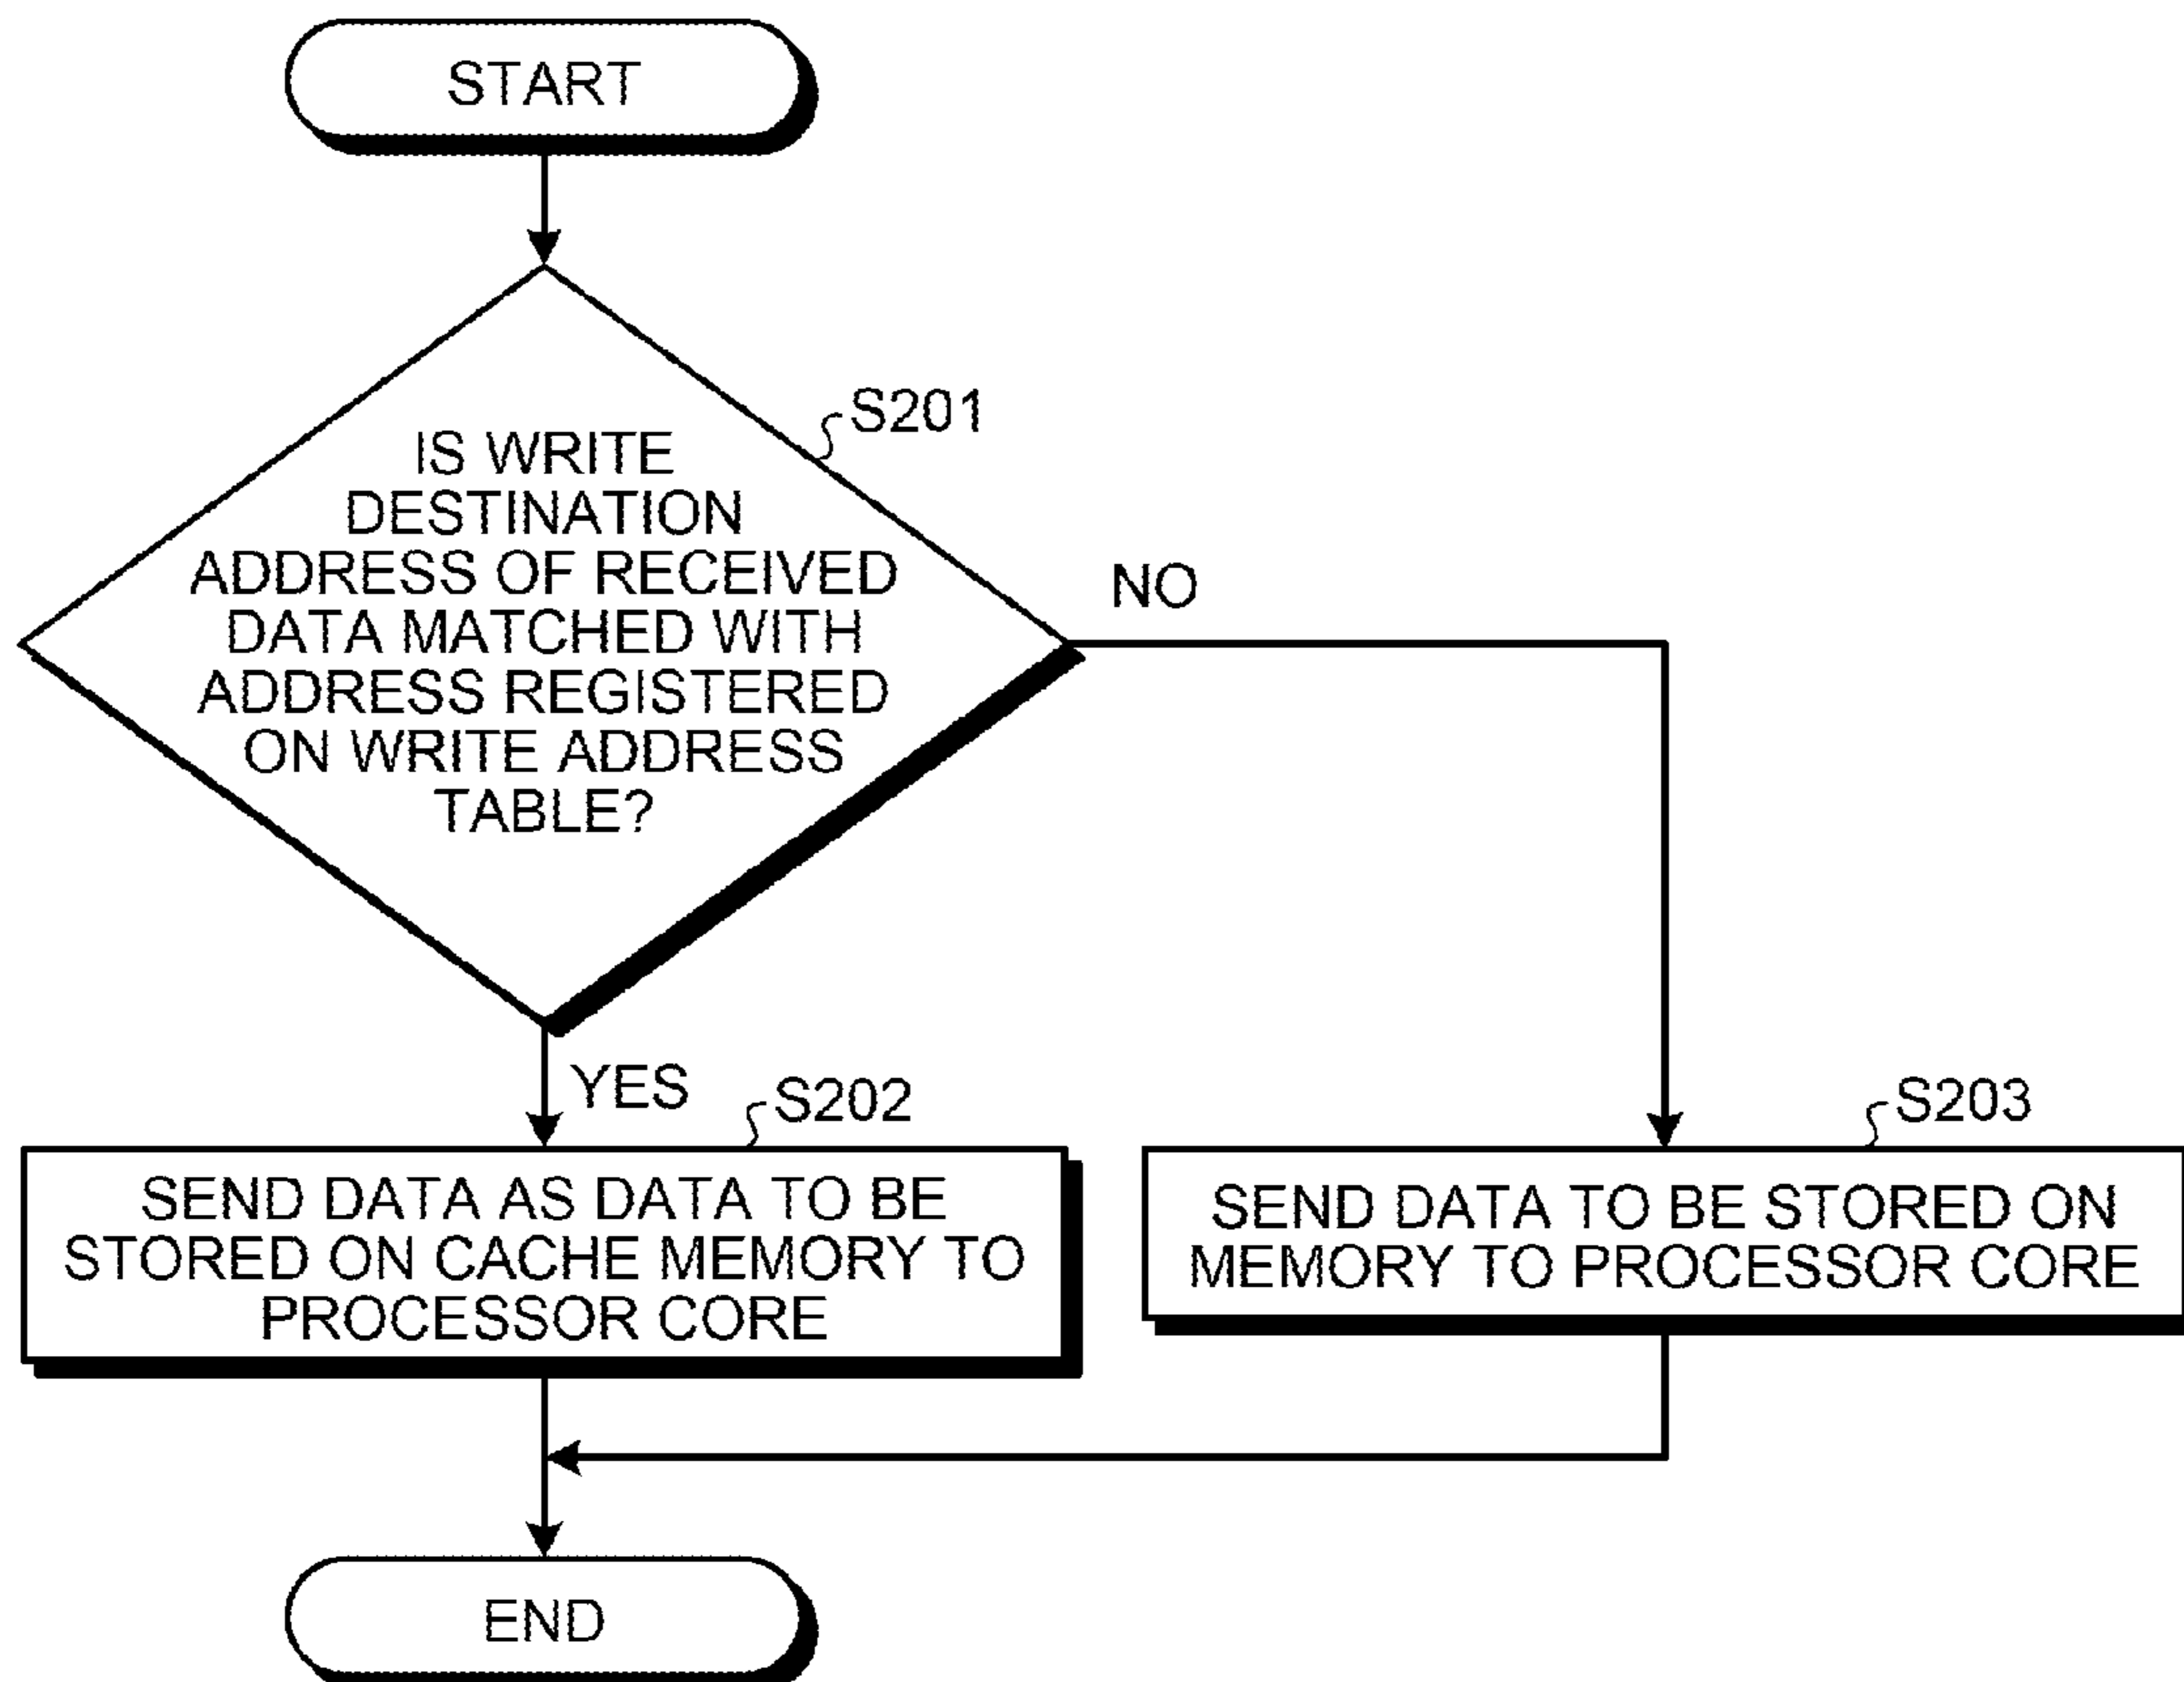 START
S201
IS WRITE
DESTINATION
ADDRESS OF RECEIVED
DATA MATCHED WITH
ADDRESS REGISTERED
ON WRITE ADDRESS
TABLE?
NO
YES
S202
SEND DATA AS DATA TO BE
STORED ON CACHE MEMORY TO
PROCESSOR CORE
S203
SEND DATA TO BE STORED ON
MEMORY TO PROCESSOR CORE
END